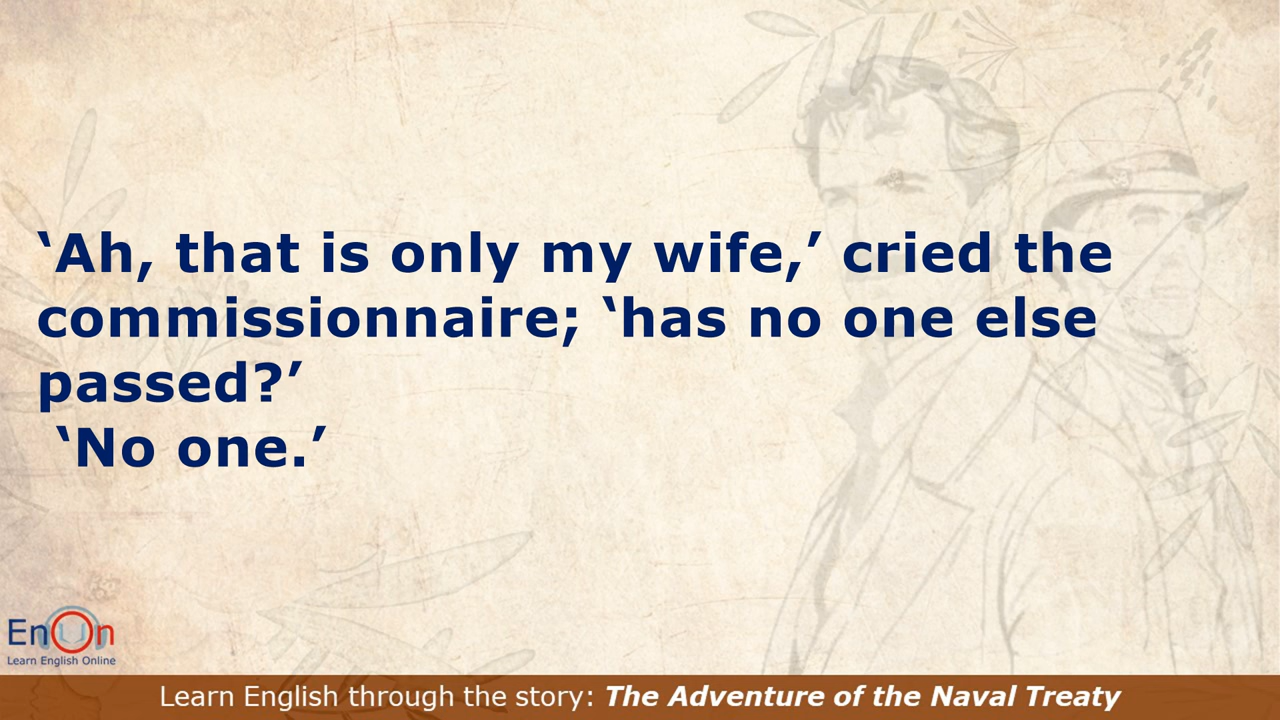 ‘Ah, that is only my wife,’ cried the
commissionnaire; ‘has no one else
passed?’
‘No one.’
EnOn
Learn English Online
Learn English through the story: The Adventure of the Naval Treaty